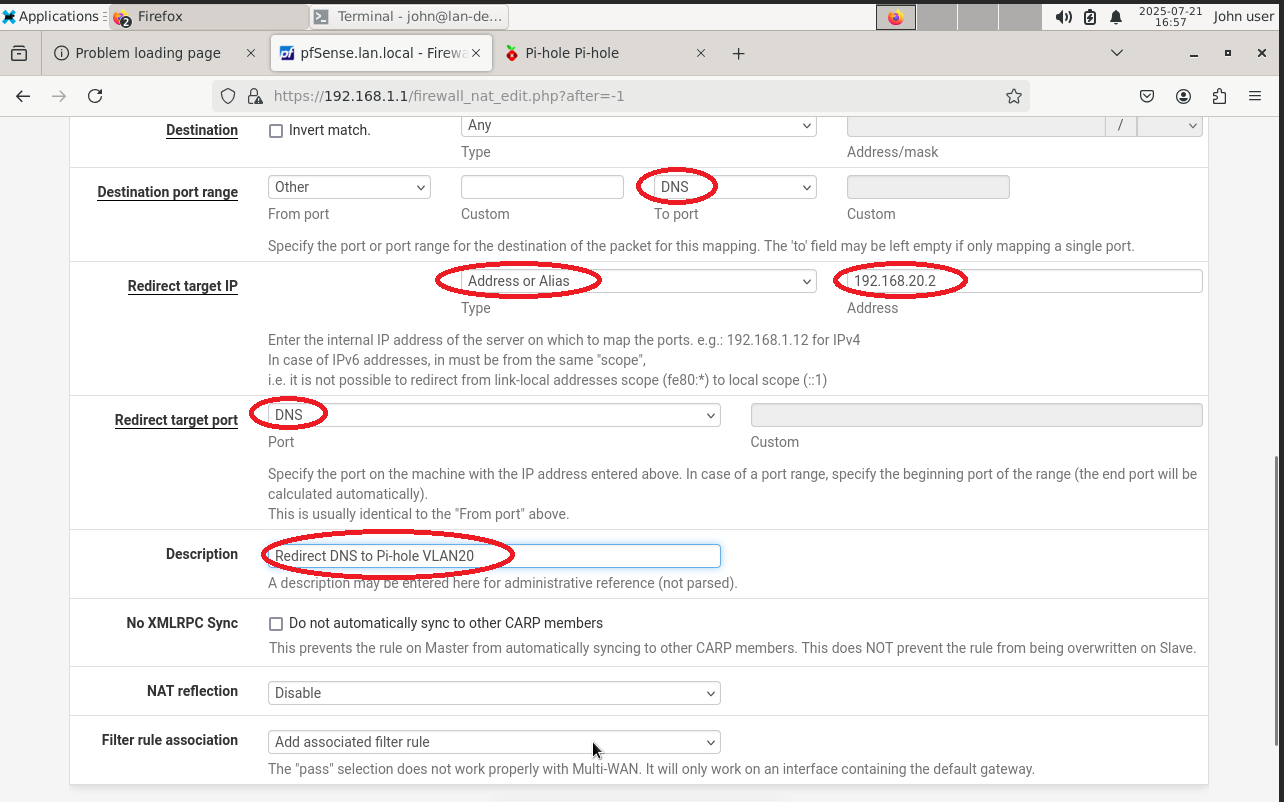 Applications
2
Firefox
Terminal - john@lan-de...
2025-07-21
16:57
John user
Problem loading page
pf
pfSense.lan.local - Firewa
Pi-hole Pi-hole
https://192.168.1.1/firewall_nat_edit.php?after=-1
Destination
Invert match.
Any
/
Type
Address/mask
Destination port range
Other
DNS
From port
Custom
To port
Custom
Specify the port or port range for the destination of the packet for this mapping. The 'to' field may be left empty if only mapping a single port.
Redirect target IP
Address or Alias
192.168.20.2
Type
Address
Enter the internal IP address of the server on which to map the ports. e.g.: 192.168.1.12 for IPv4
In case of IPv6 addresses, in must be from the same "scope",
i.e. it is not possible to redirect from link-local addresses scope (fe80:*) to local scope (::1)
Redirect target port
DNS
Port
Custom
Specify the port on the machine with the IP address entered above. In case of a port range, specify the beginning port of the range (the end port will be
calculated automatically).
This is usually identical to the "From port" above.
Description
Redirect DNS to Pi-hole VLAN20
A description may be entered here for administrative reference (not parsed).
No XMLRPC Sync
Do not automatically sync to other CARP members
This prevents the rule on Master from automatically syncing to other CARP members. This does NOT prevent the rule from being overwritten on Slave.
NAT reflection
Disable
Filter rule association
Add associated filter rule
The "pass" selection does not work properly with Multi-WAN. It will only work on an interface containing the default gateway.